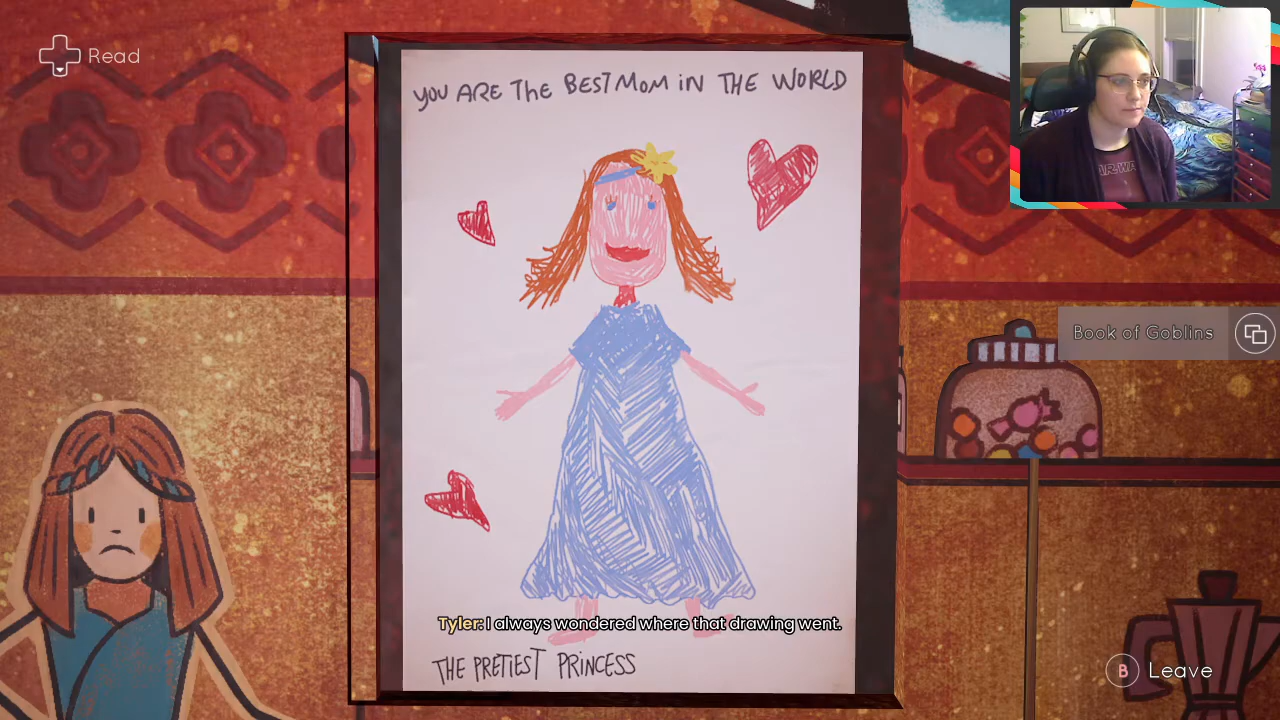 Read
YOU ARE THE BEST MOM IN THE WORLD
Book of Goblins
Tyler: I always wondered where that drawing went.
THE PRETIEST PRINCESS
B Leave